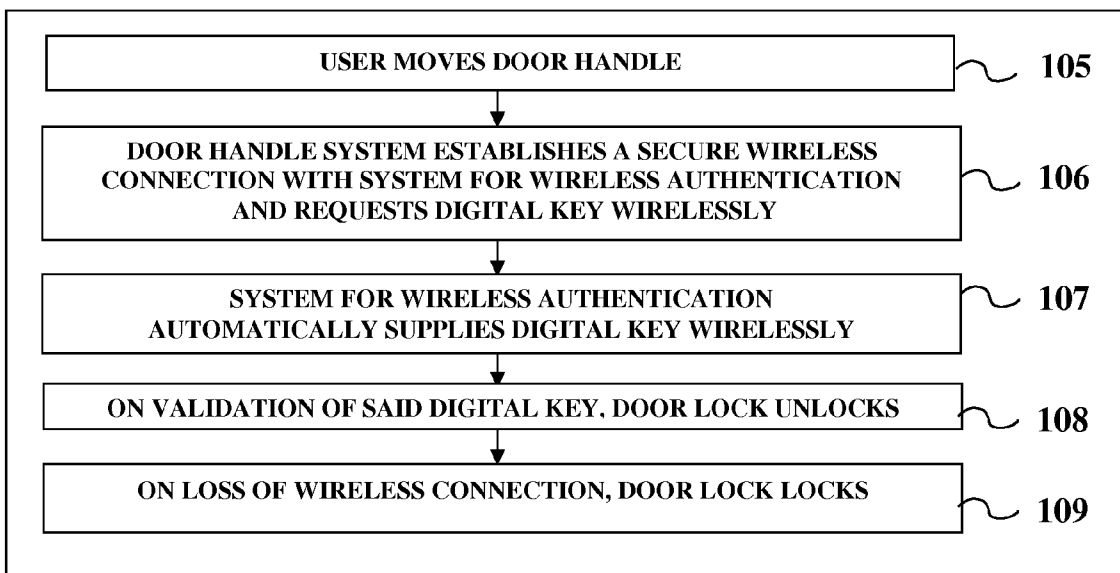 USER MOVES DOOR HANDLE
105
DOOR HANDLE SYSTEM ESTABLISHES A SECURE WIRELESS
CONNECTION WITH SYSTEM FOR WIRELESS AUTHENTICATION
AND REQUESTS DIGITAL KEY WIRELESSLY
106
SYSTEM FOR WIRELESS AUTHENTICATION
AUTOMATICALLY SUPPLIES DIGITAL KEY WIRELESSLY
107
ON VALIDATION OF SAID DIGITAL KEY, DOOR LOCK UNLOCKS
108
ON LOSS OF WIRELESS CONNECTION, DOOR LOCK LOCKS
109